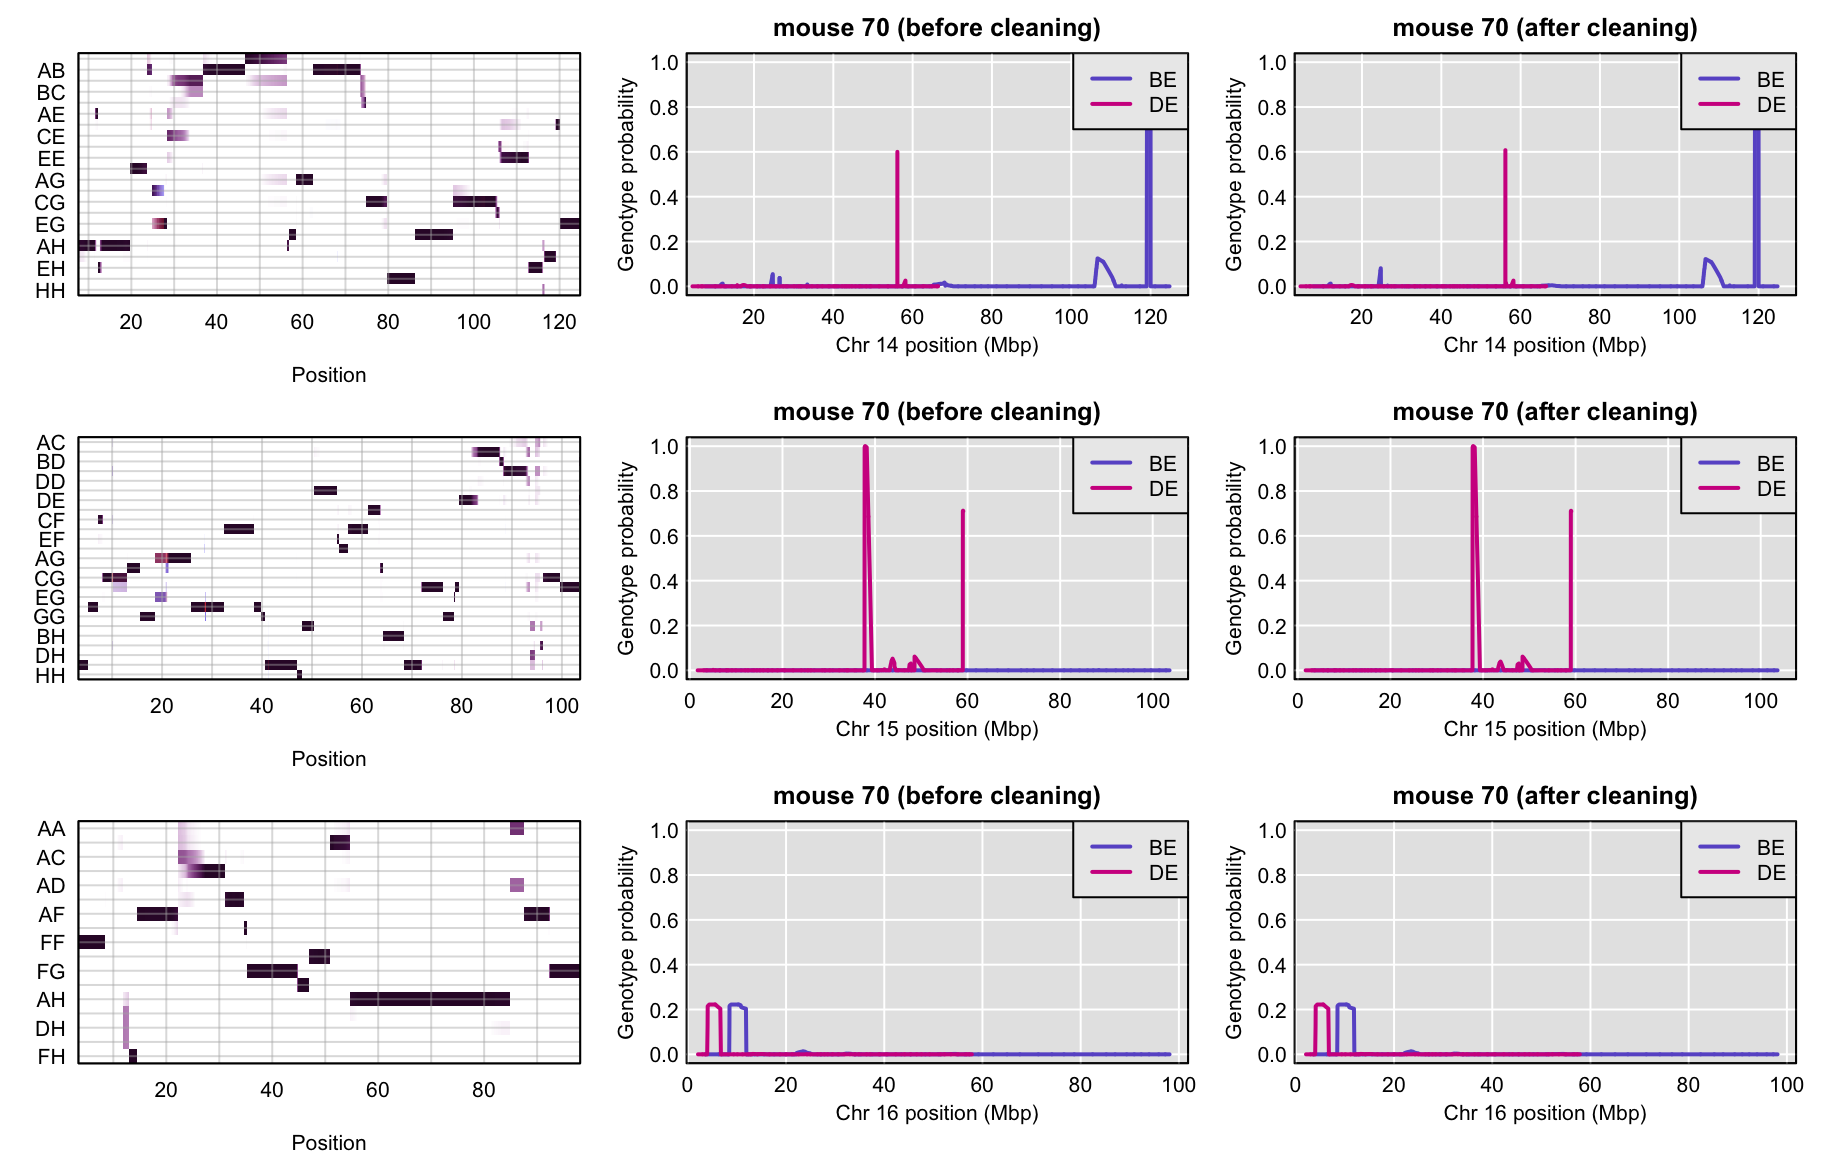 mouse 70 (before cleaning)
mouse 70 (after cleaning)
AB
BC
AE
CE
EE
AG
CG
EG
AH
EH
HH
20 40 60 80 100 120
Position
Genotype probability
1.0
0.8
0.6
0.4
0.2
0.0
BE
DE
20 40 60 80 100 120
Chr 14 position (Mbp)
Genotype probability
1.0
0.8
0.6
0.4
0.2
0.0
BE
DE
20 40 60 80 100 120
Chr 14 position (Mbp)
mouse 70 (before cleaning)
mouse 70 (after cleaning)
AC
BD
DD
DE
CF
EF
AG
CG
EG
GG
BH
DH
HH
20 40 60 80 100
Position
Genotype probability
1.0
0.8
0.6
0.4
0.2
0.0
BE
DE
0 20 40 60 80 100
Chr 15 position (Mbp)
Genotype probability
1.0
0.8
0.6
0.4
0.2
0.0
BE
DE
0 20 40 60 80 100
Chr 15 position (Mbp)
mouse 70 (before cleaning)
mouse 70 (after cleaning)
AA
AC
AD
AF
FF
FG
AH
DH
FH
20 40 60 80
Position
Genotype probability
1.0
0.8
0.6
0.4
0.2
0.0
BE
DE
0 20 40 60 80 100
Chr 16 position (Mbp)
Genotype probability
1.0
0.8
0.6
0.4
0.2
0.0
BE
DE
0 20 40 60 80 100
Chr 16 position (Mbp)